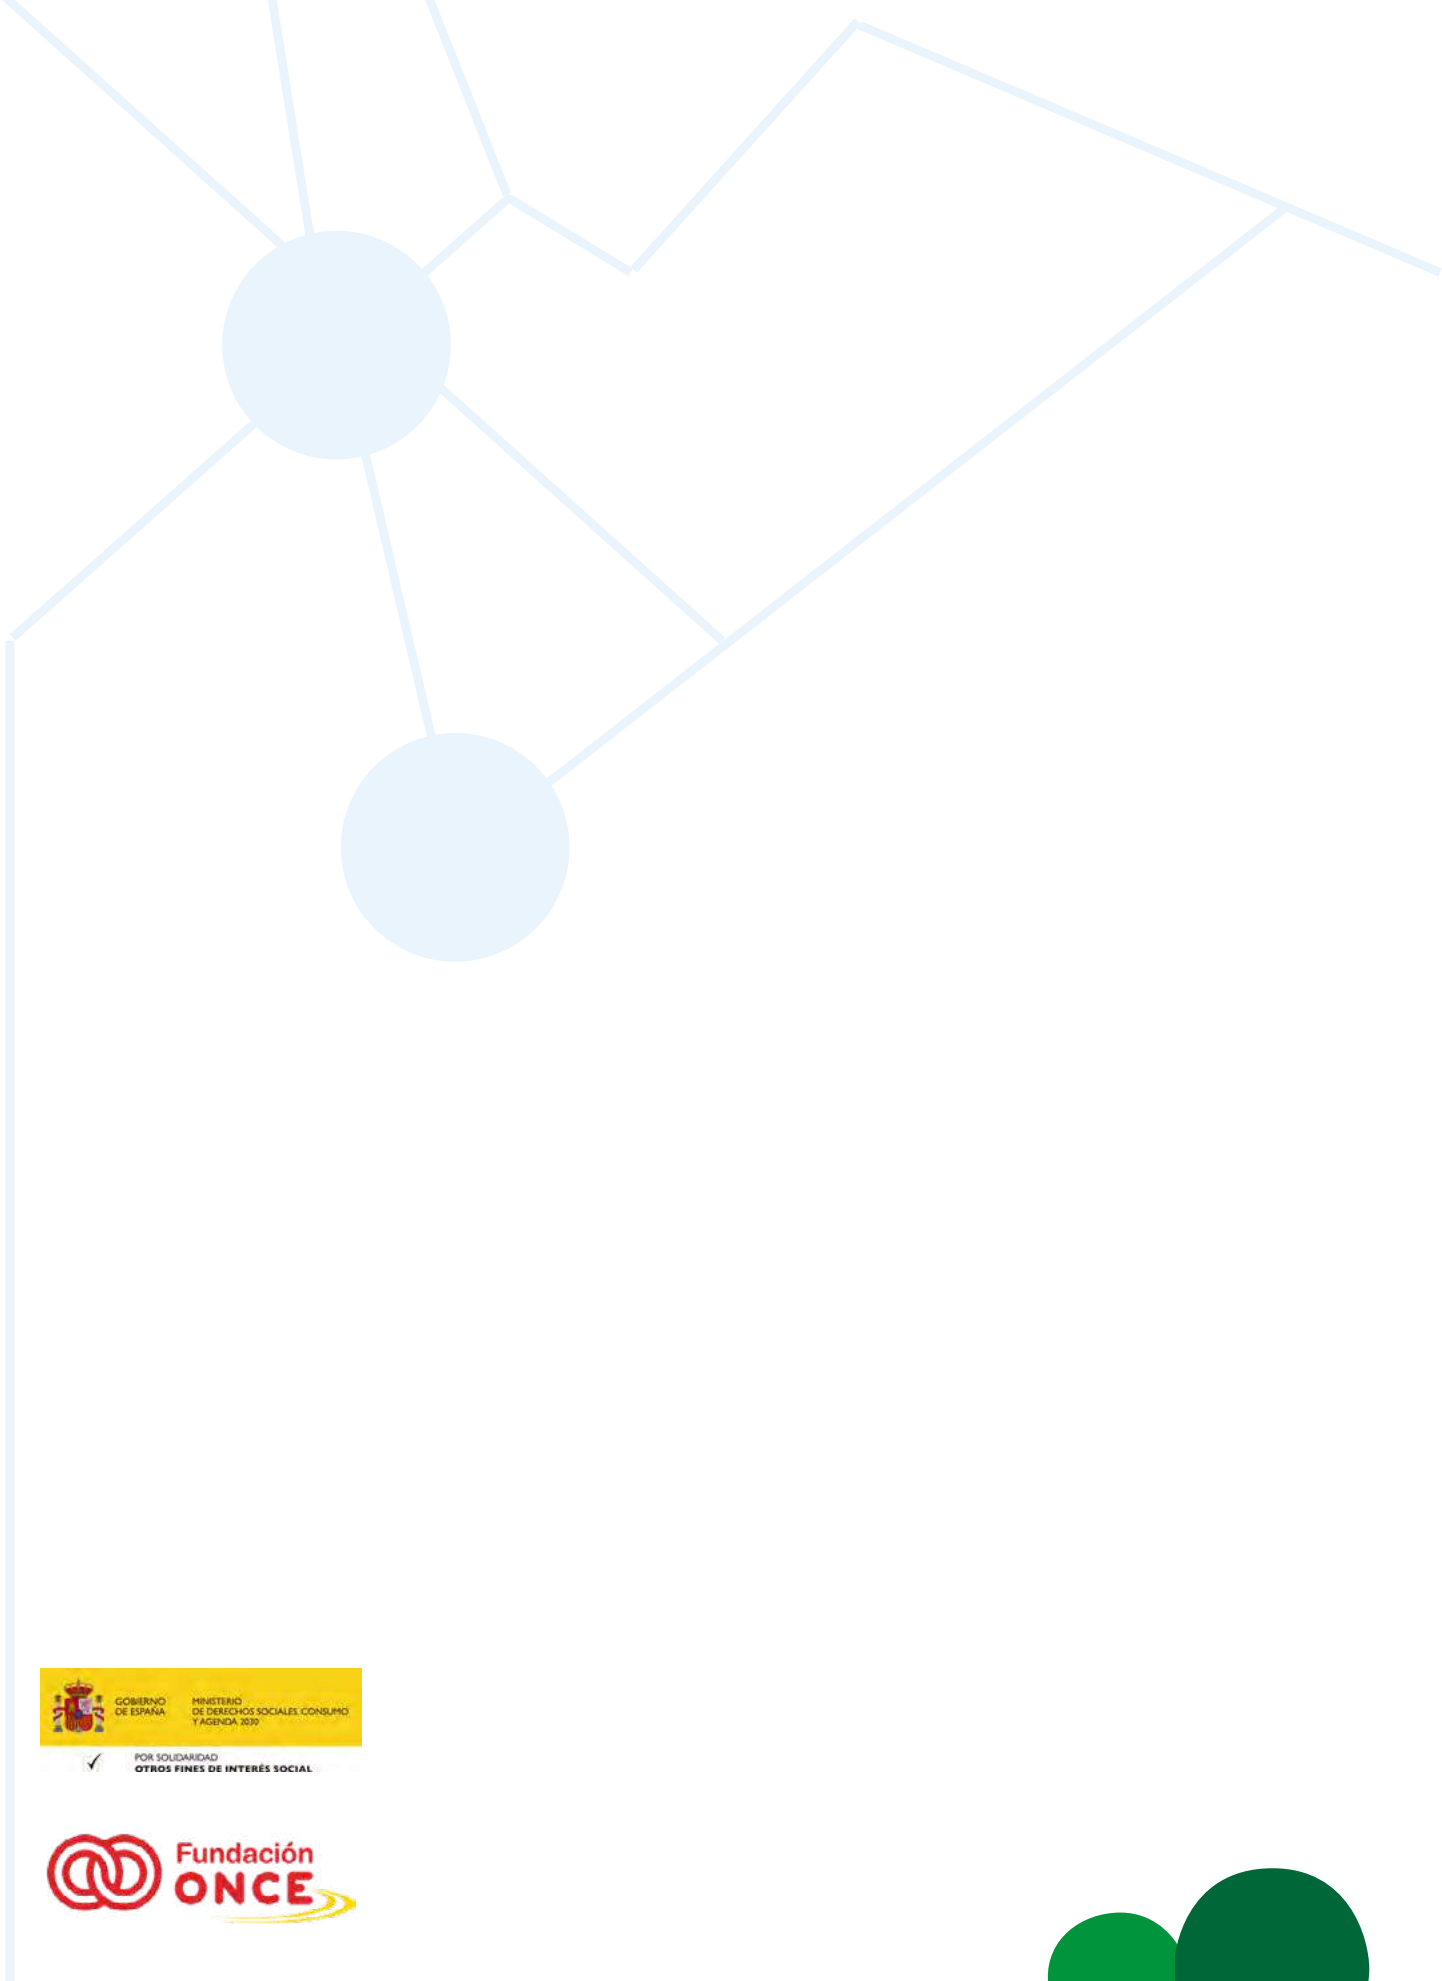 GOBIERNO
DE ESPAÑA
MINISTERIO
DE DERECHOS SOCIALES, CONSUMO
Y AGENDA 2030
POR SOLIDARIDAD
OTROS FINES DE INTERÉS SOCIAL
Fundación
ONCE